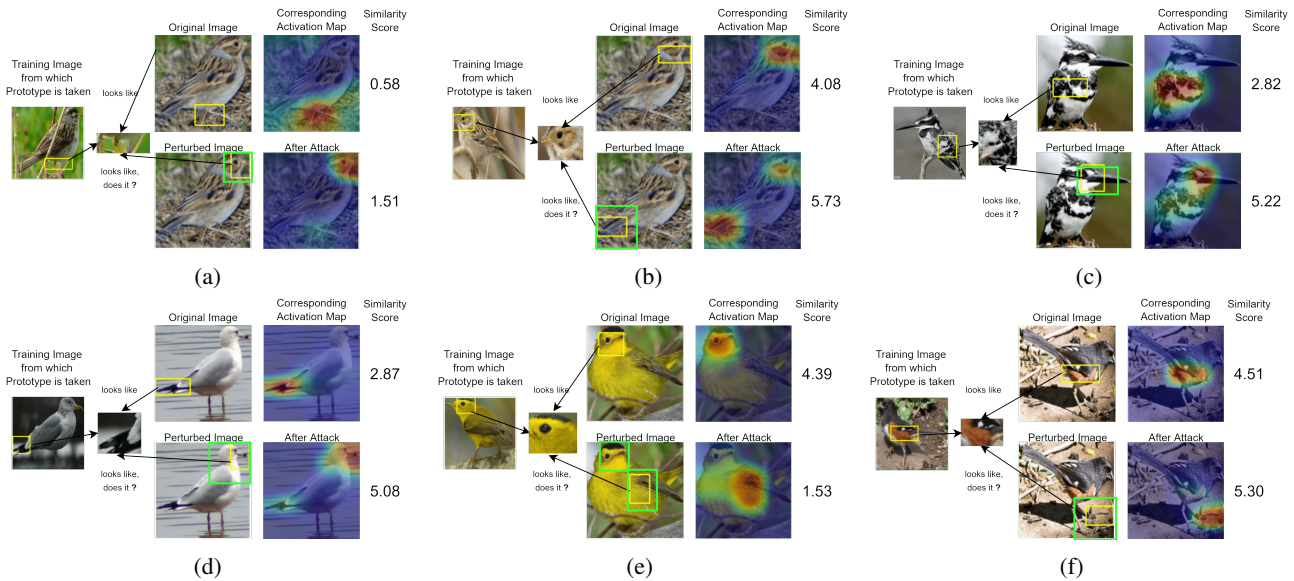 Original Image
Corresponding
Activation Map
Similarity
Score
Training Image
from which
Prototype is taken
looks like
0.58
Perturbed Image
After Attack
looks like,
does it ?
1.51
(a)
Original Image
Corresponding
Activation Map
Similarity
Score
Training Image
from which
Prototype is taken
looks like
4.08
Perturbed Image
After Attack
looks like,
does it ?
5.73
(b)
Original Image
Corresponding
Activation Map
Similarity
Score
Training Image
from which
Prototype is taken
looks like
2.82
Perturbed Image
After Attack
looks like,
does it ?
5.22
(c)
Original Image
Corresponding
Activation Map
Similarity
Score
Training Image
from which
Prototype is taken
looks like
2.87
Perturbed Image
After Attack
looks like,
does it ?
5.08
(d)
Original Image
Corresponding
Activation Map
Similarity
Score
Training Image
from which
Prototype is taken
looks like
4.39
Perturbed Image
After Attack
looks like,
does it ?
1.53
(e)
Original Image
Corresponding
Activation Map
Similarity
Score
Training Image
from which
Prototype is taken
looks like
4.51
Perturbed Image
After Attack
looks like,
does it ?
5.30
(f)